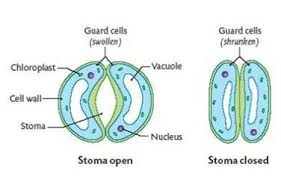 Guard cells
(swollen)
Guard cells
(shrunken)
Chloroplast
Vacuole
Cell wall
Stoma
Nucleus
Stoma open
Stoma closed